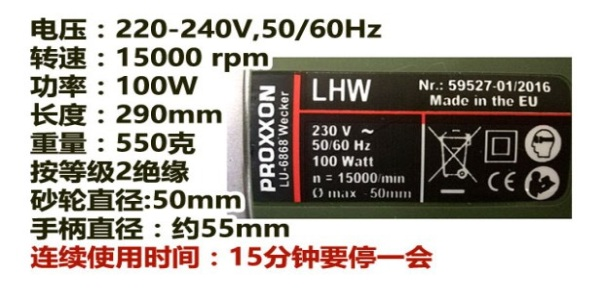 电压：220-240V,50/60Hz
转速：15000 rpm
功率：100W
长度：290mm
重量：550克
按等级2绝缘
砂轮直径:50mm
手柄直径：约55mm
连续使用时间：15分钟要停一会
PROXXON
LU-6868 Wecker
LHW
Nr.: 59527-01/2016
Made in the EU
230 V ~
50/60 Hz
100 Watt
n = 15000/min
Ø max -50mm
CE